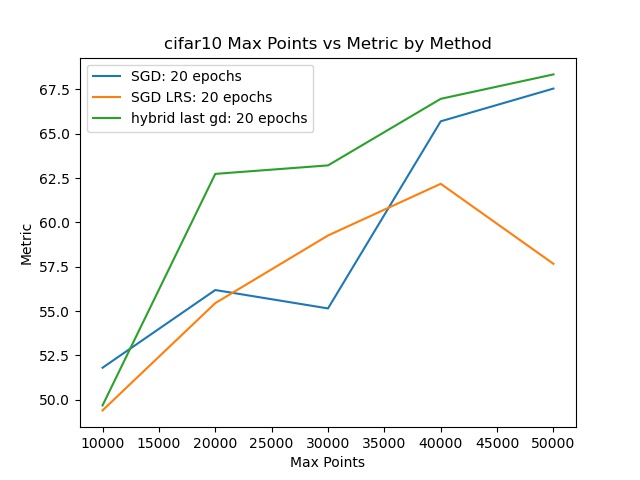 cifar10 Max Points vs Metric by Method
SGD: 20 epochs
SGD LRS: 20 epochs
hybrid last gd: 20 epochs
67.5
65.0
62.5
60.0
57.5
55.0
52.5
50.0
Metric
10000 15000 20000 25000 30000 35000 40000 45000 50000
Max Points